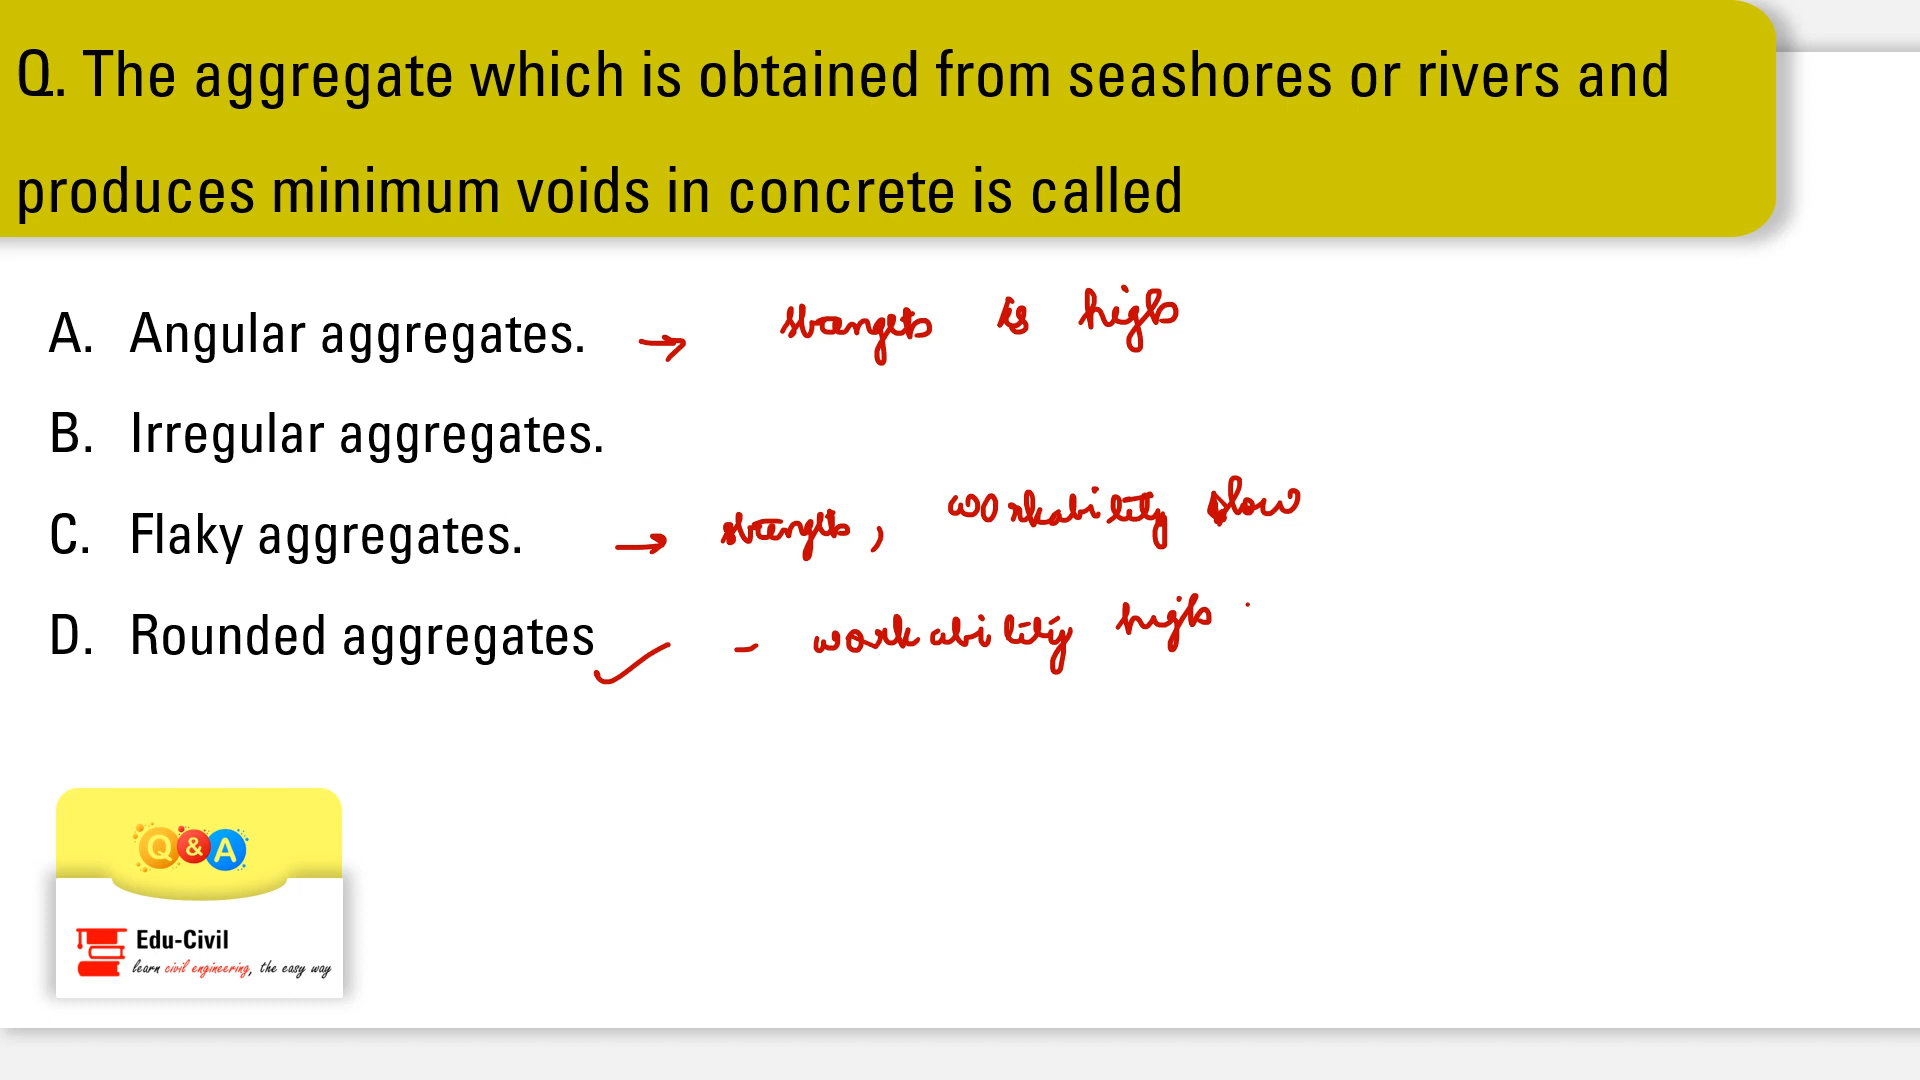 Q. The aggregate which is obtained from seashores or rivers and
produces minimum voids in concrete is called
A. Angular aggregates. → strength is high
B. Irregular aggregates.
C. Flaky aggregates. → strength, workability slow
D. Rounded aggregates - workability high
Q&A
Edu-Civil
learn civil engineering, the easy way